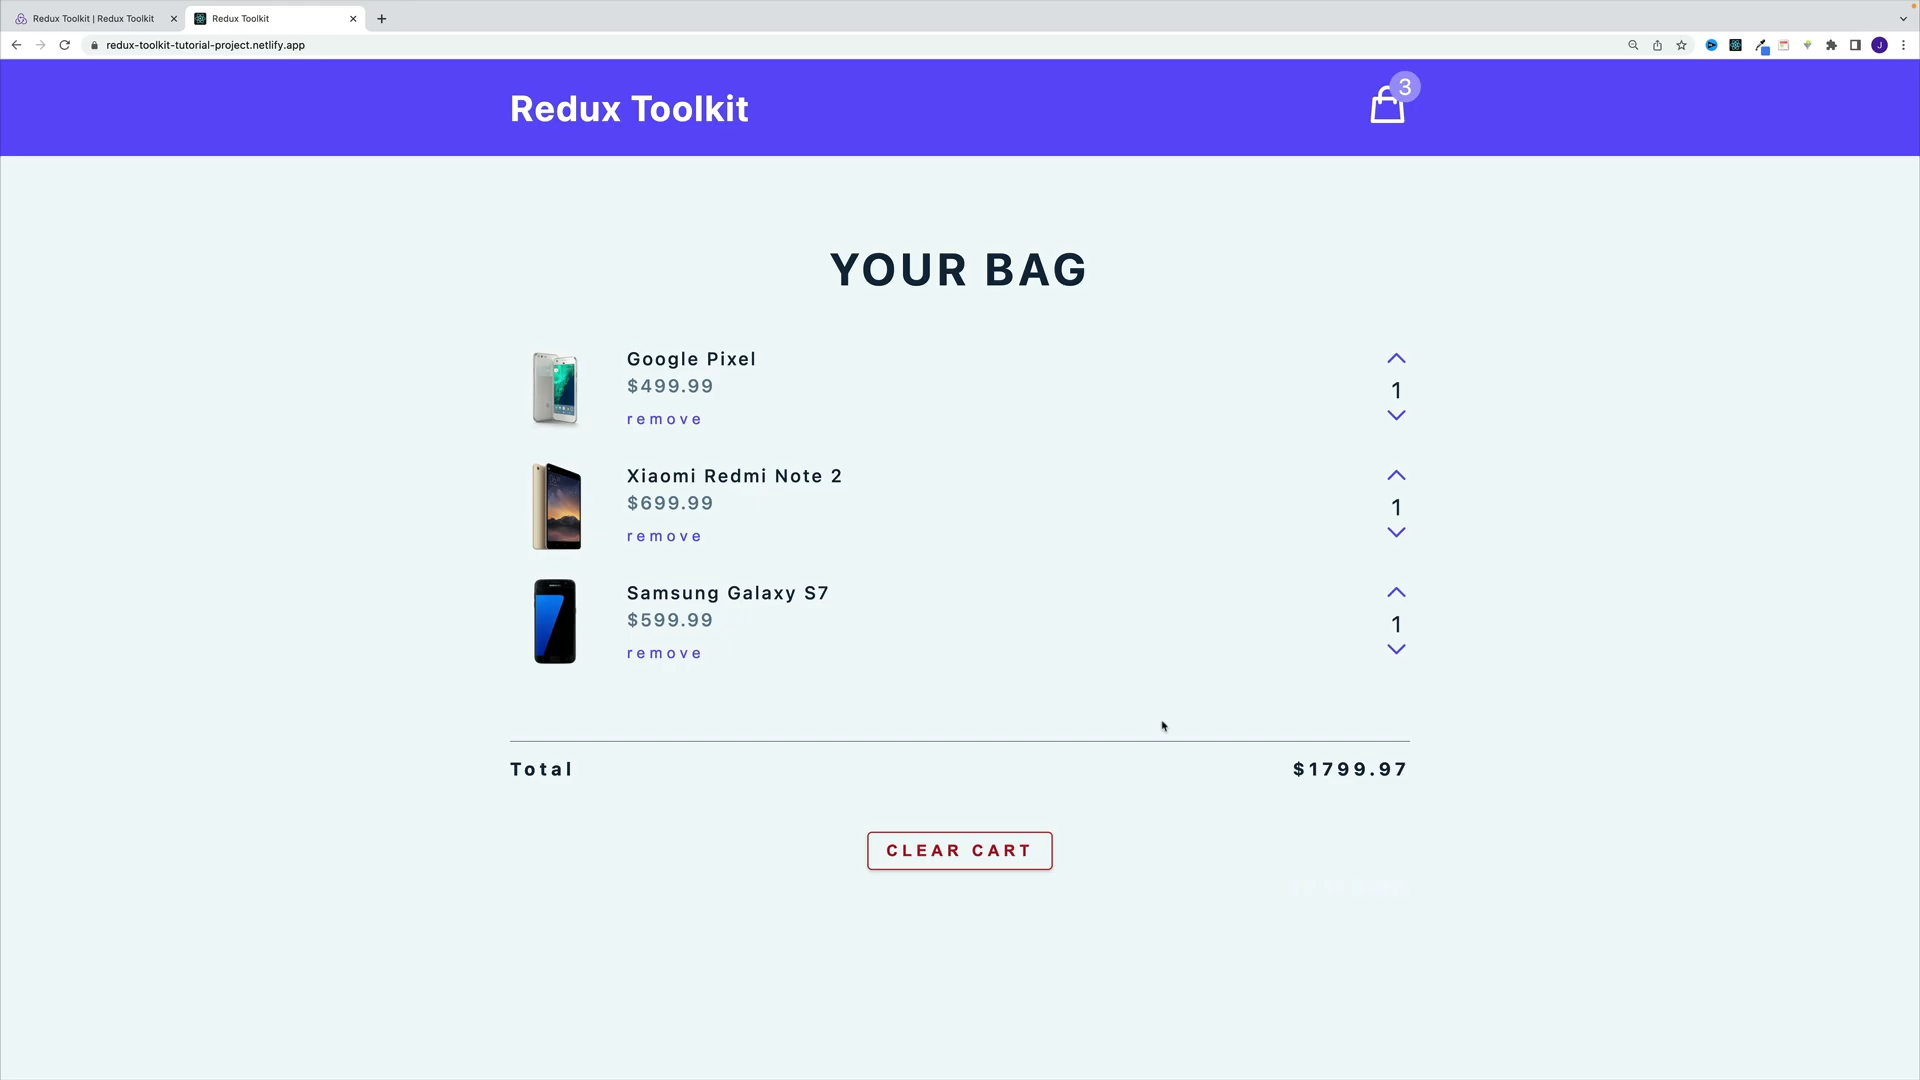 Redux Toolkit | Redux Toolkit
Redux Toolkit
redux-toolkit-tutorial-project.netlify.app
J
Redux Toolkit
3
YOUR BAG
Google Pixel
$499.99
remove
1
Xiaomi Redmi Note 2
$699.99
remove
1
Samsung Galaxy S7
$599.99
remove
1
Total
$1799.97
CLEAR CART